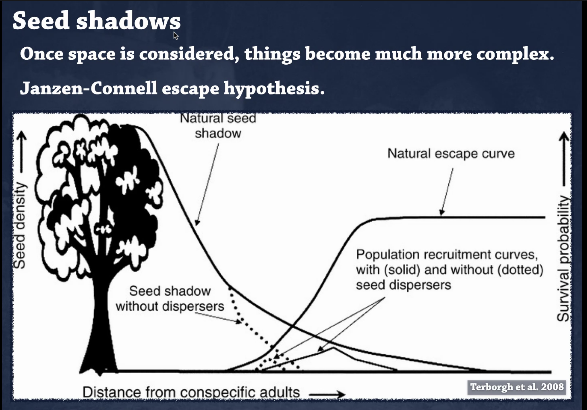 Seed shadows
Once space is considered, things become much more complex.
Janzen-Connell escape hypothesis.
Natural seed
shadow
Natural escape curve
Seed density
Survival probability
Population recruitment curves,
with (solid) and without (dotted)
seed dispersers
Seed shadow
without dispersers
Terborgh et al. 2008
Distance from conspecific adults